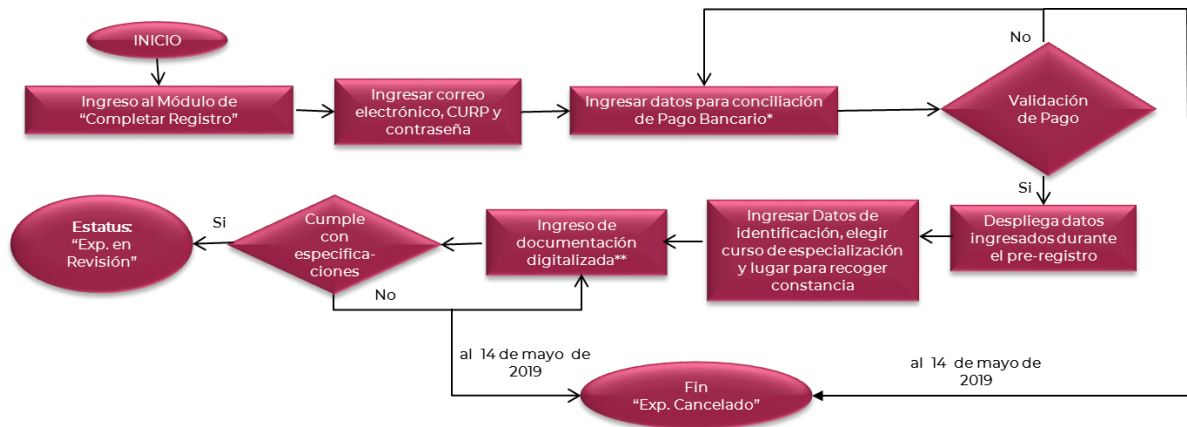 INICIO
Ingreso al Módulo de
“Completar Registro”
Ingresar correo
electrónico, CURP y
contraseña
Ingresar datos para conciliación
de Pago Bancario*
No
Validación
de Pago
Si
Despliega datos
ingresados durante
el pre-registro
Ingresar Datos de
identificación, elegir
curso de especialización
y lugar para recoger
constancia
Ingreso de
documentación
digitalizada**
Cumple
con
especifica-
ciones
Si
Estatus:
“Exp. en
Revisión”
No
al 14 de mayo de
2019
Fin
“Exp. Cancelado”
al 14 de mayo de
2019